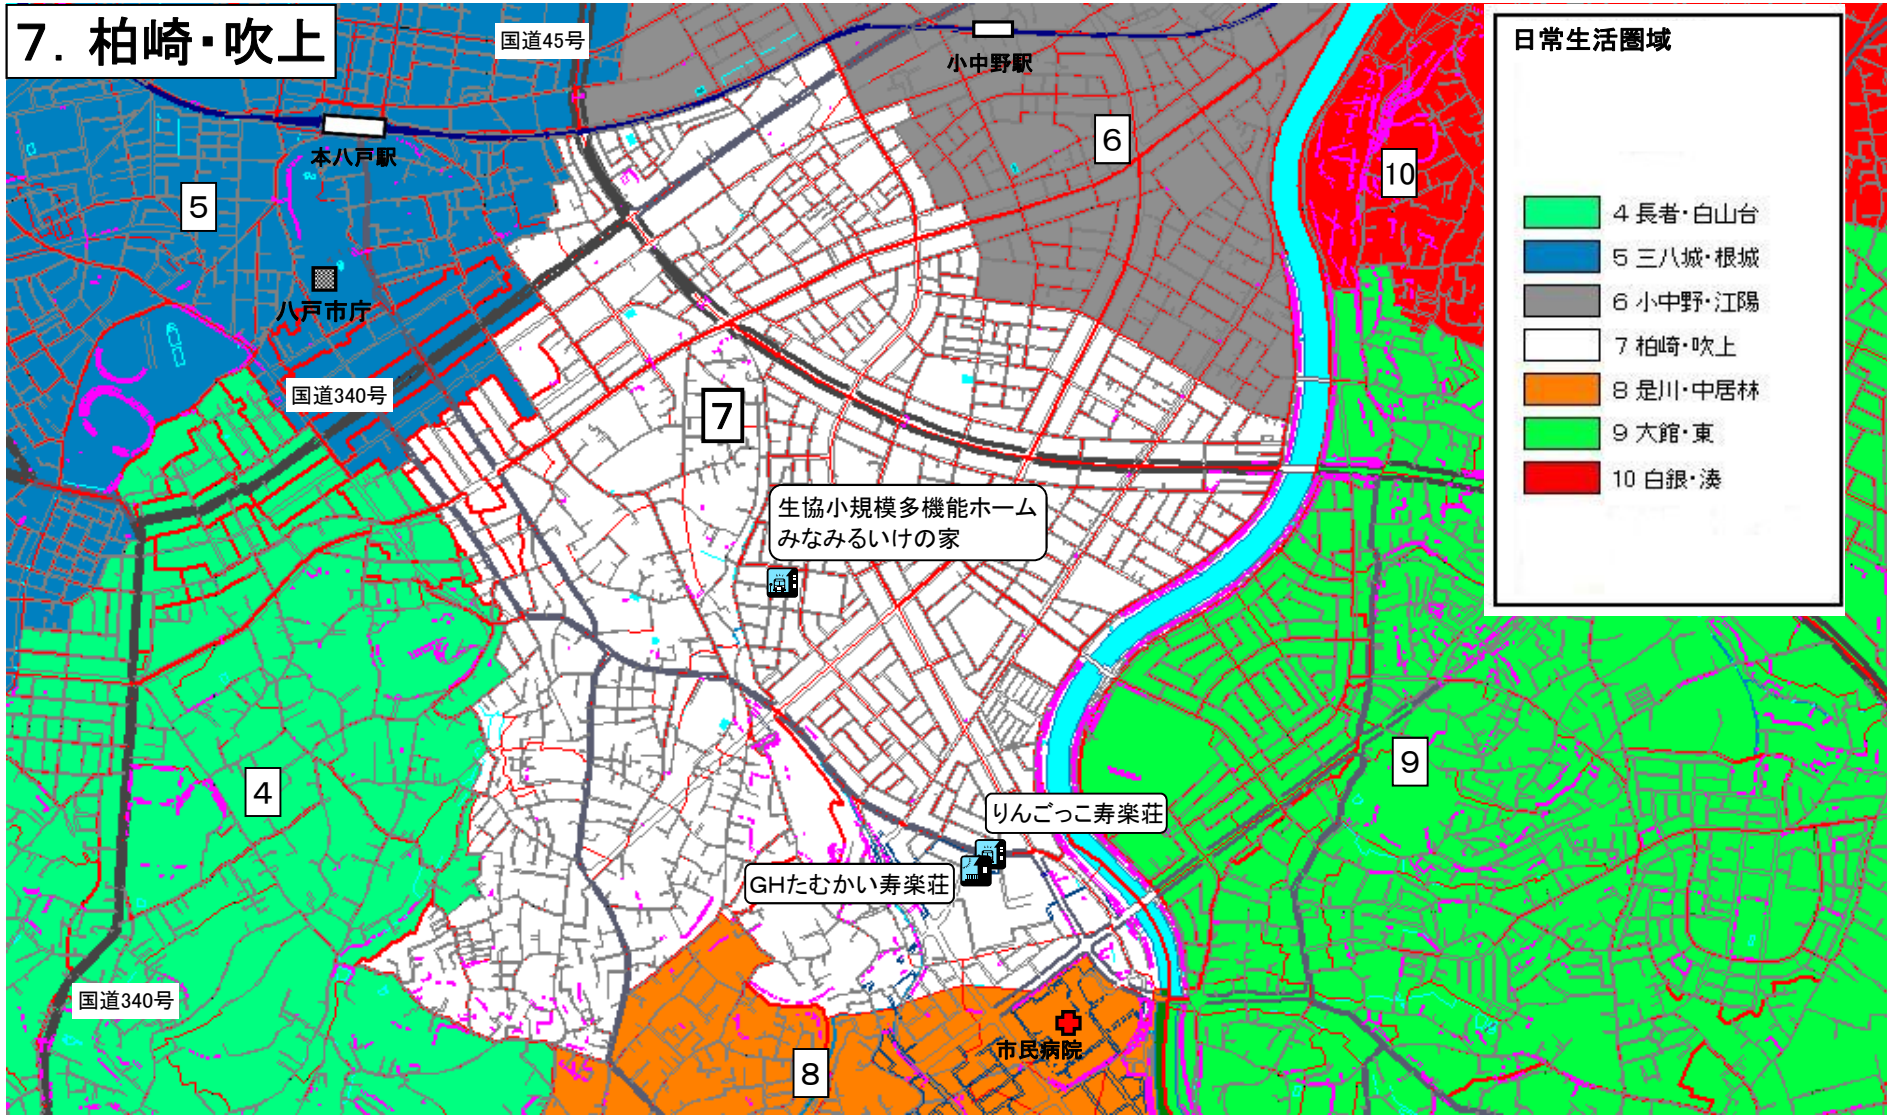 7．柏崎・吹上
国道45号
小中野駅
日常生活圏域
本八戸駅
6
10
5
八戸市庁
4 長者・白山台
5 三八城・根城
6 小中野・江陽
7 柏崎・吹上
8 是川・中居林
9 大館・東
10 白銀・湊
国道340号
7
生協小規模多機能ホーム
みなみるいけの家
4
9
りんごっこ寿楽荘
GHたむかい寿楽荘
国道340号
市民病院
8